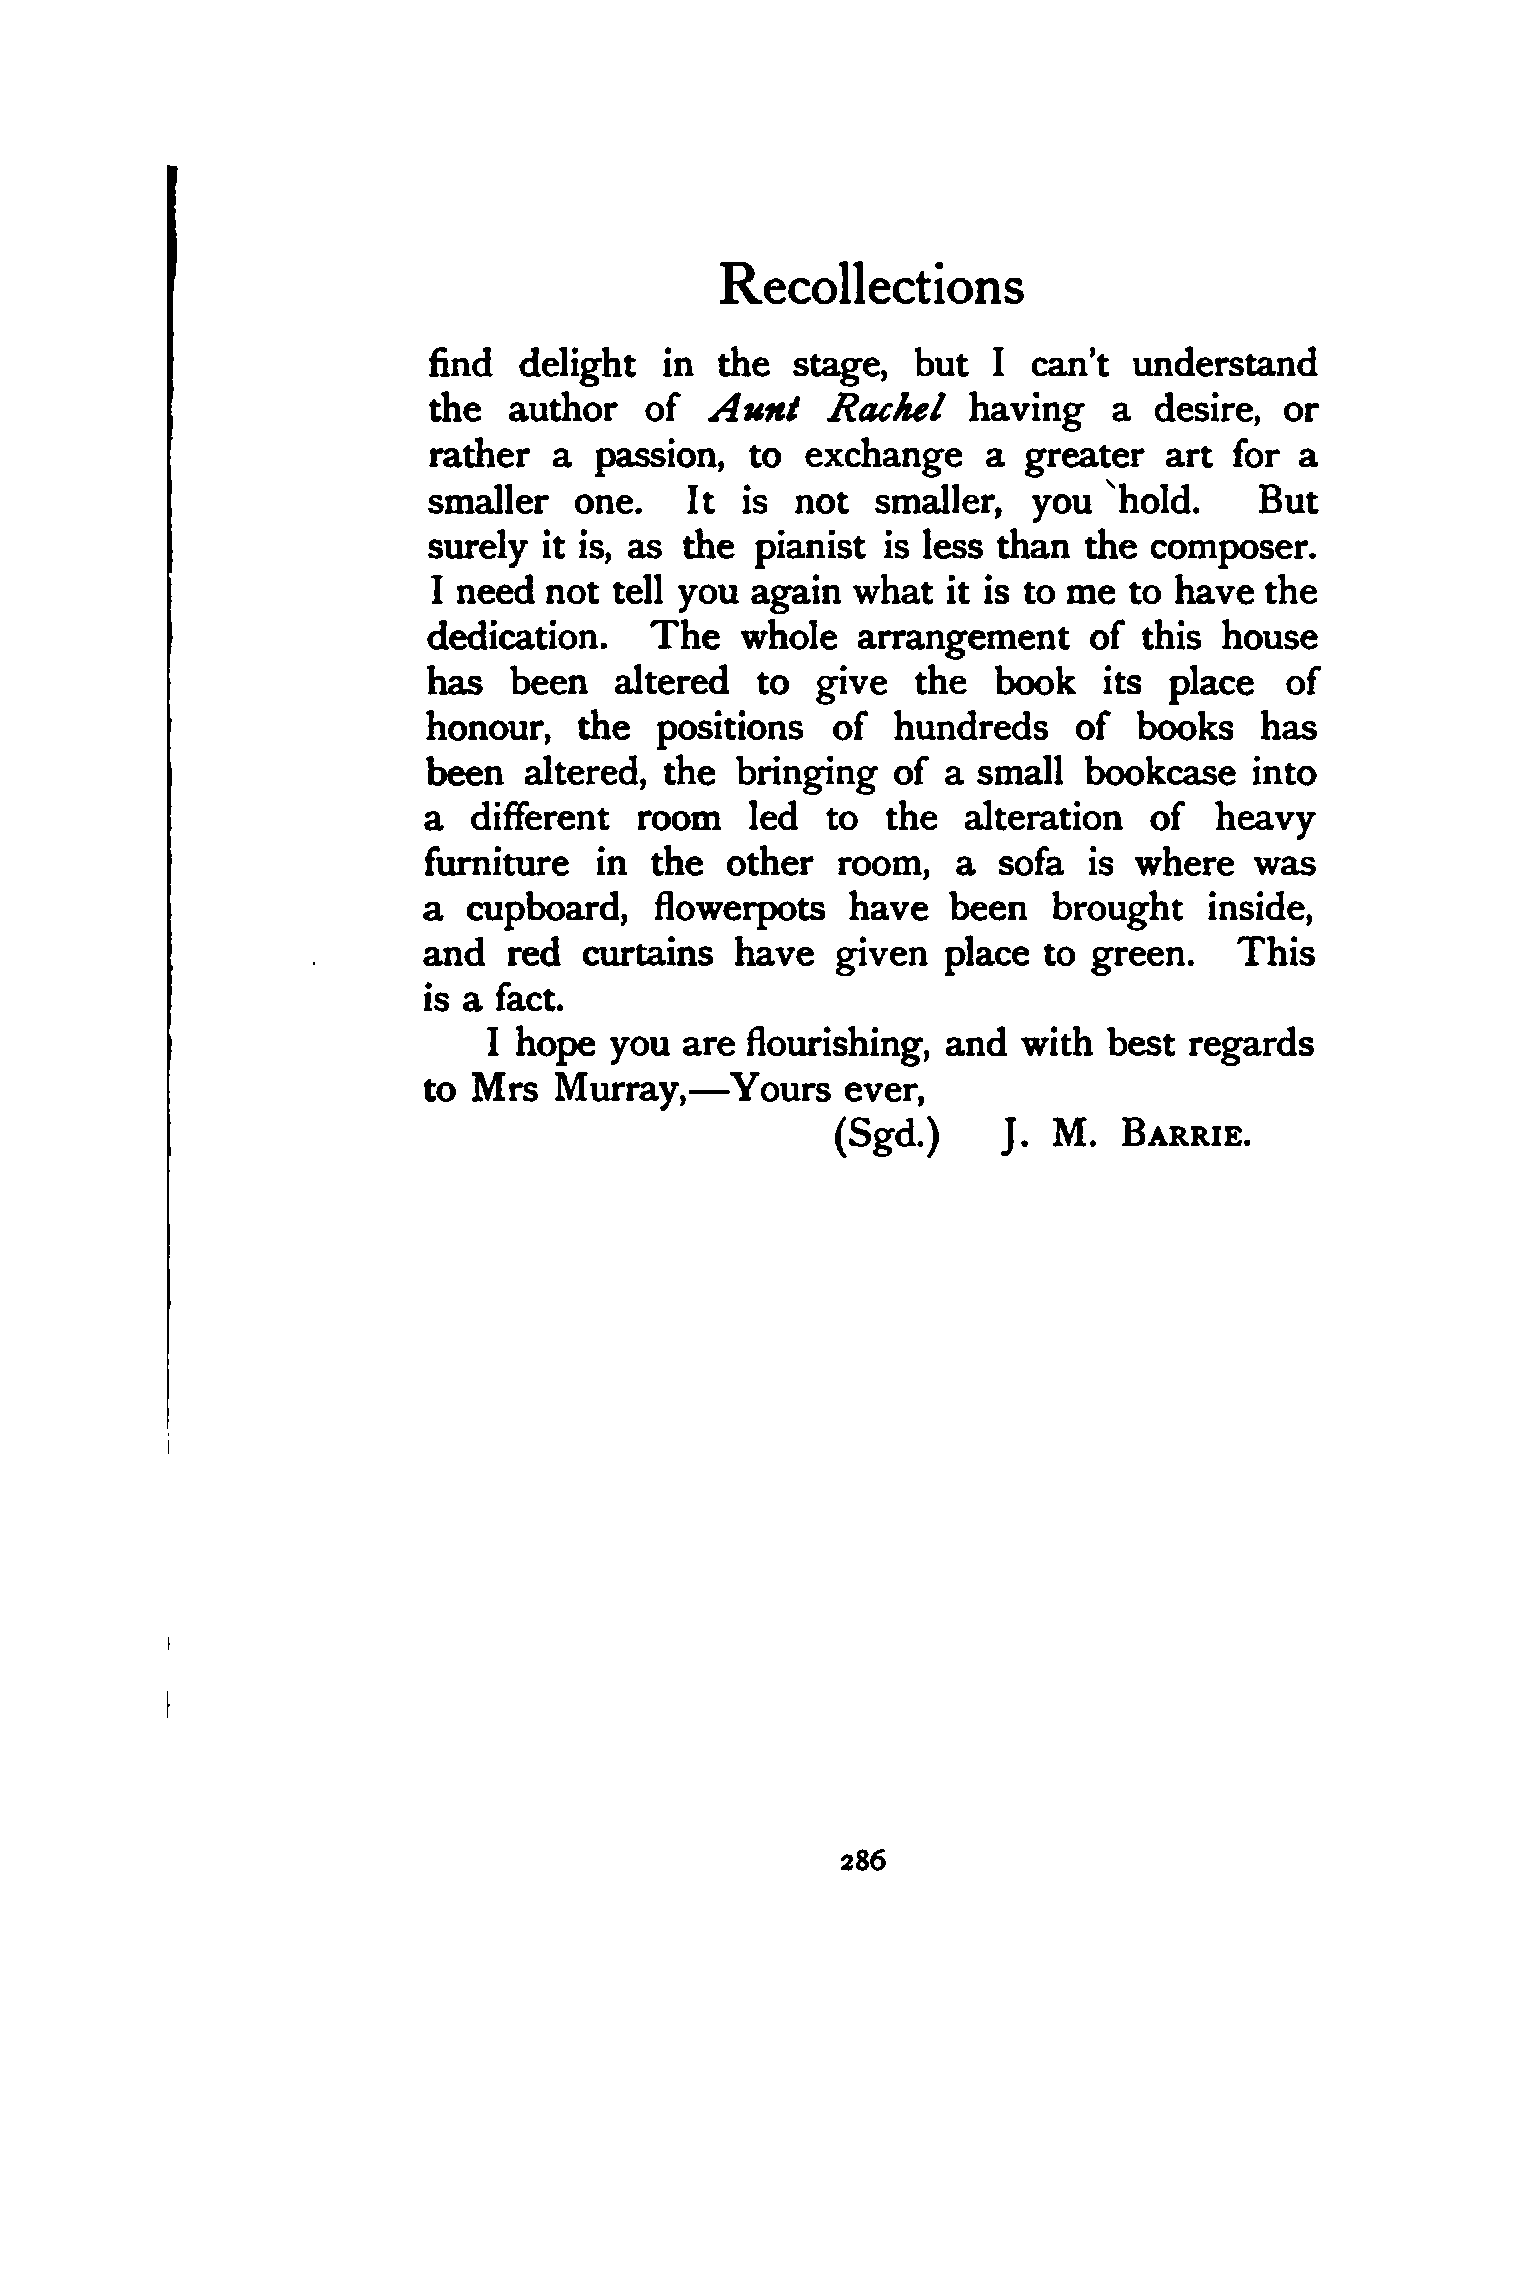 Recollections
find delight in the stage, but I can't understand
the author of Aunt Rachel having a desire, or
rather a passion, to exchange a greater art for a
smaller one. It is not smaller, you hold. But
surely it is, as the pianist is less than the composer.
I need not tell you again what it is to me to have the
dedication. The whole arrangement of this house
has been altered to give the book its place of
honour, the positions of hundreds of books has
been altered, the bringing of a small bookcase into
a different room led to the alteration of heavy
furniture in the other room, a sofa is where was
a cupboard, flowerpots have been brought inside,
and red curtains have given place to green. This
is a fact.
I hope you are flourishing, and with best regards
to Mrs Murray,—Yours ever,
(Sgd.) J. M. BARRIE.
286